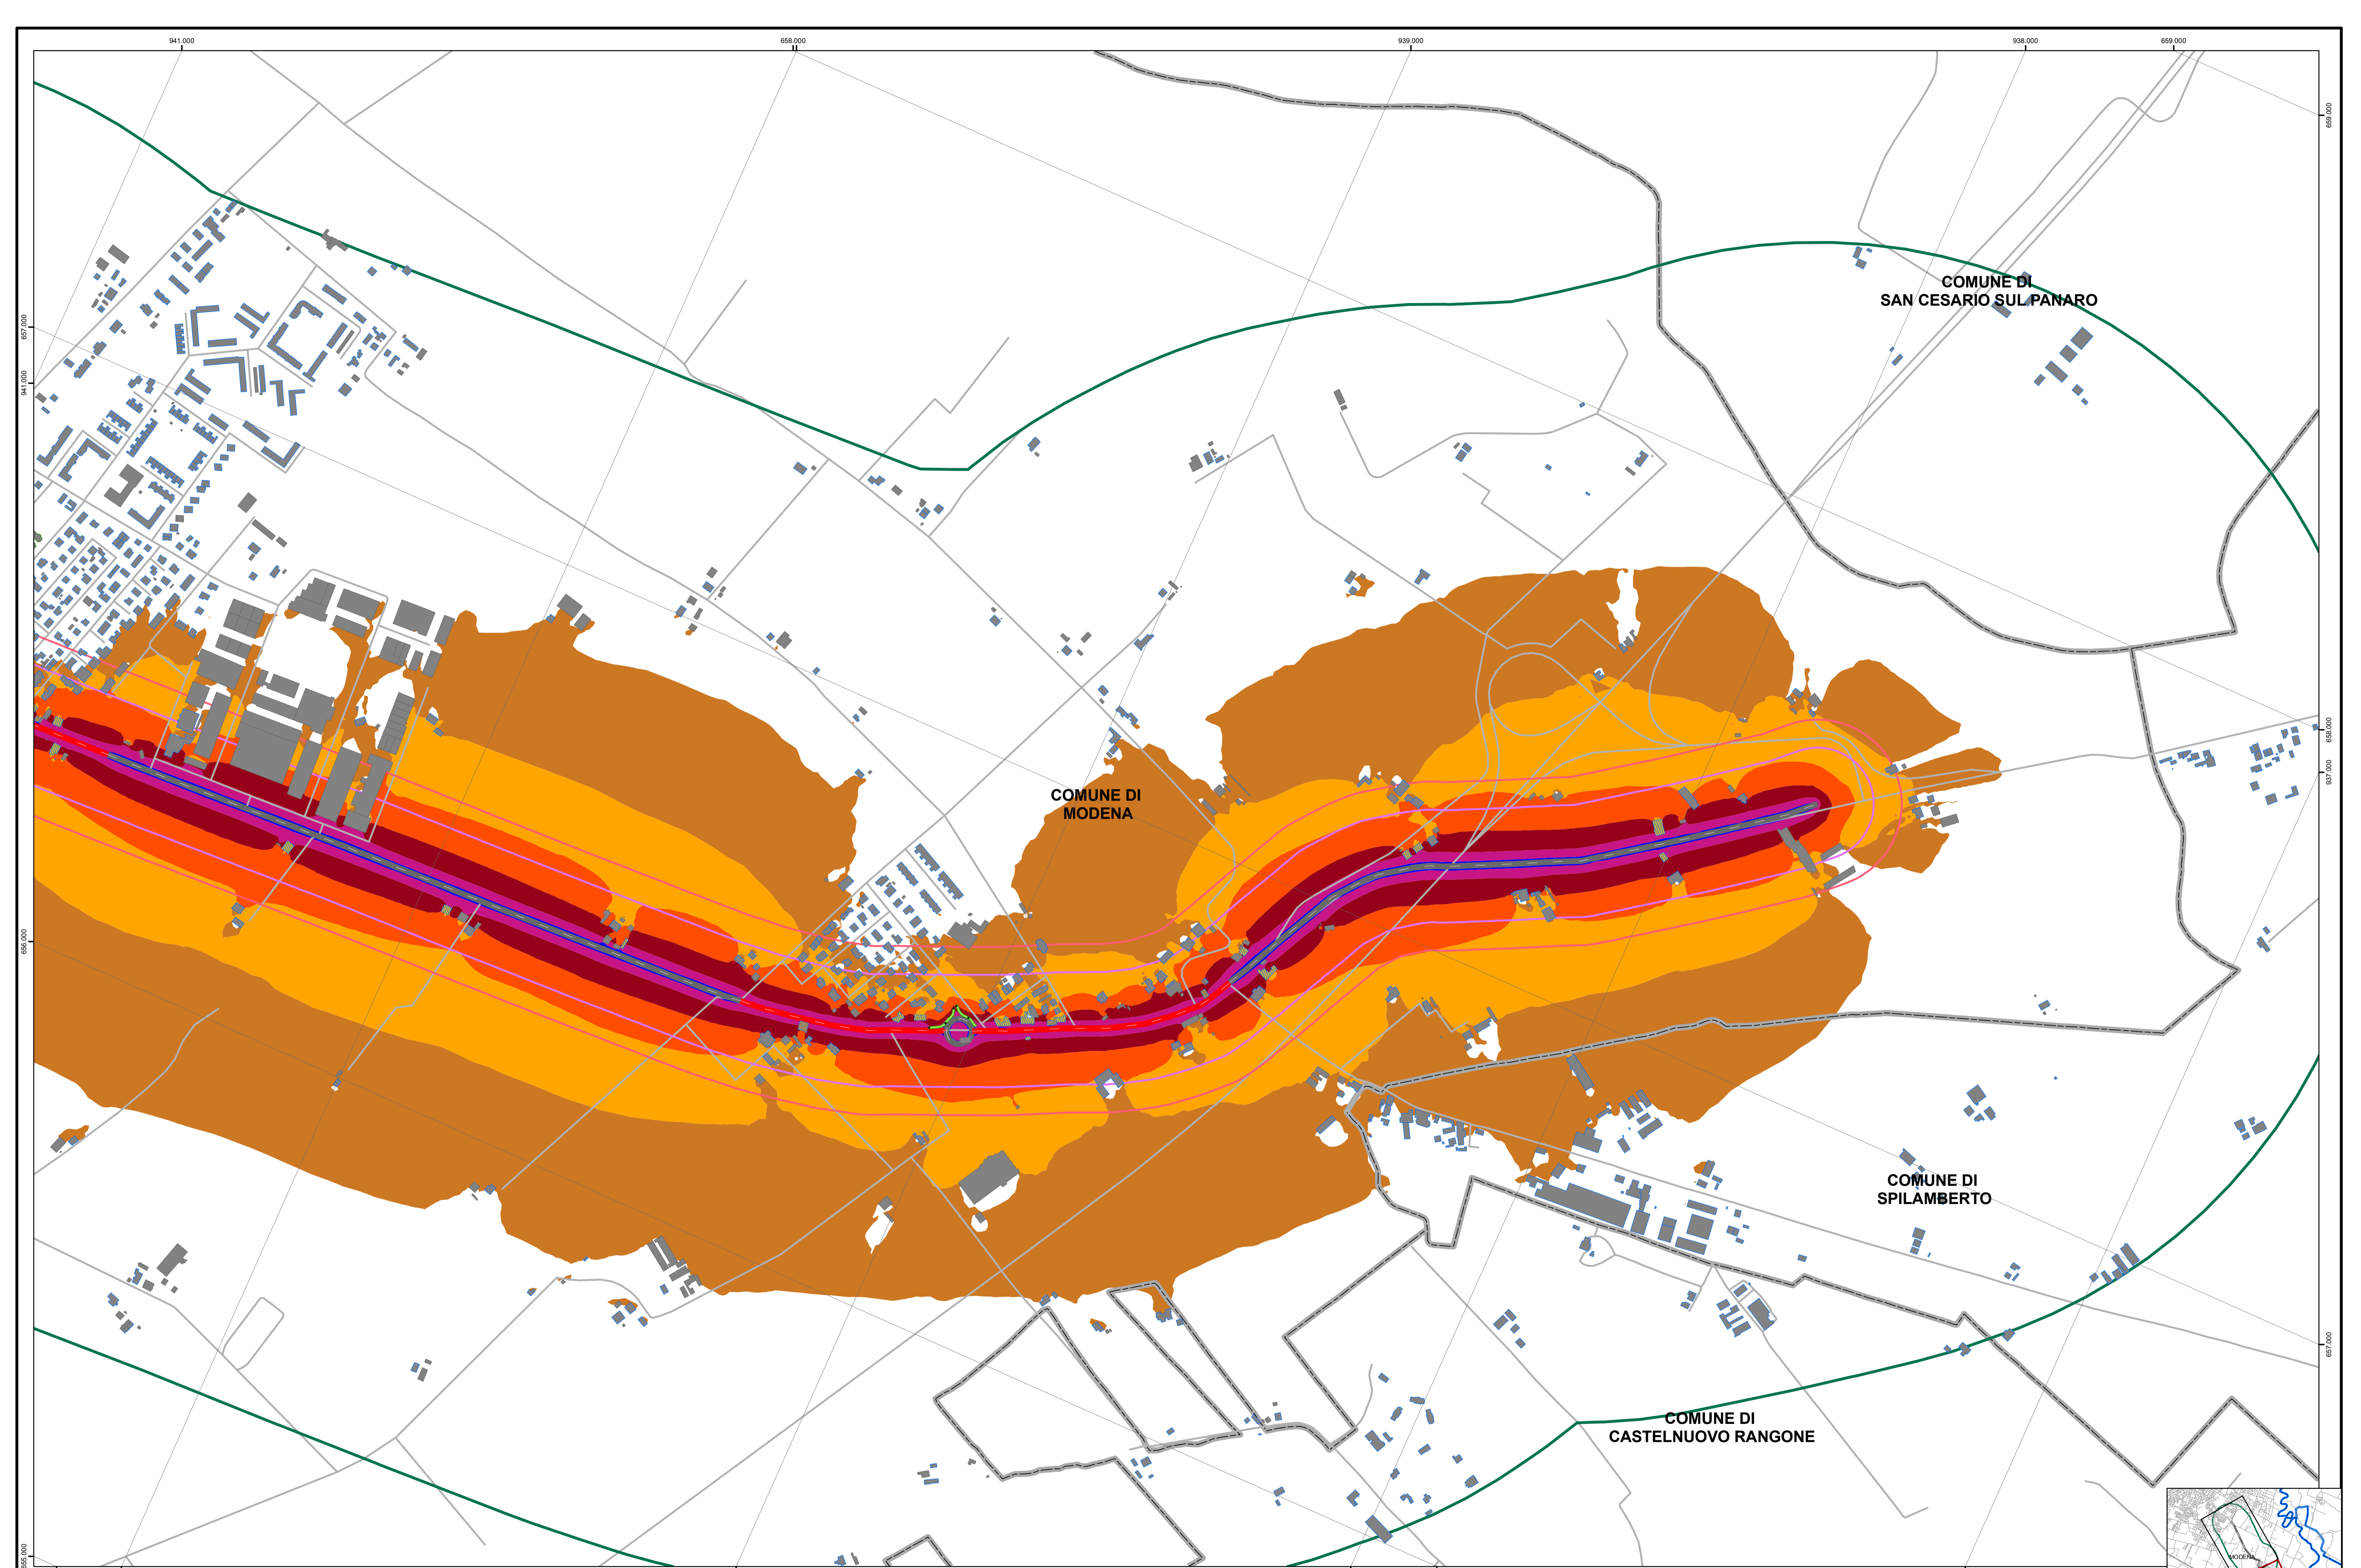 941.000
658.000
939.000
938.000
659.000
659.000
COMUNE DI
SAN CESARIO SUL PANARO
657.000
941.000
658.000
937.000
COMUNE DI
MODENA
656.000
COMUNE DI
SPILAMBERTO
657.000
COMUNE DI
CASTELNUOVO RANGONE
655.000
MODENA